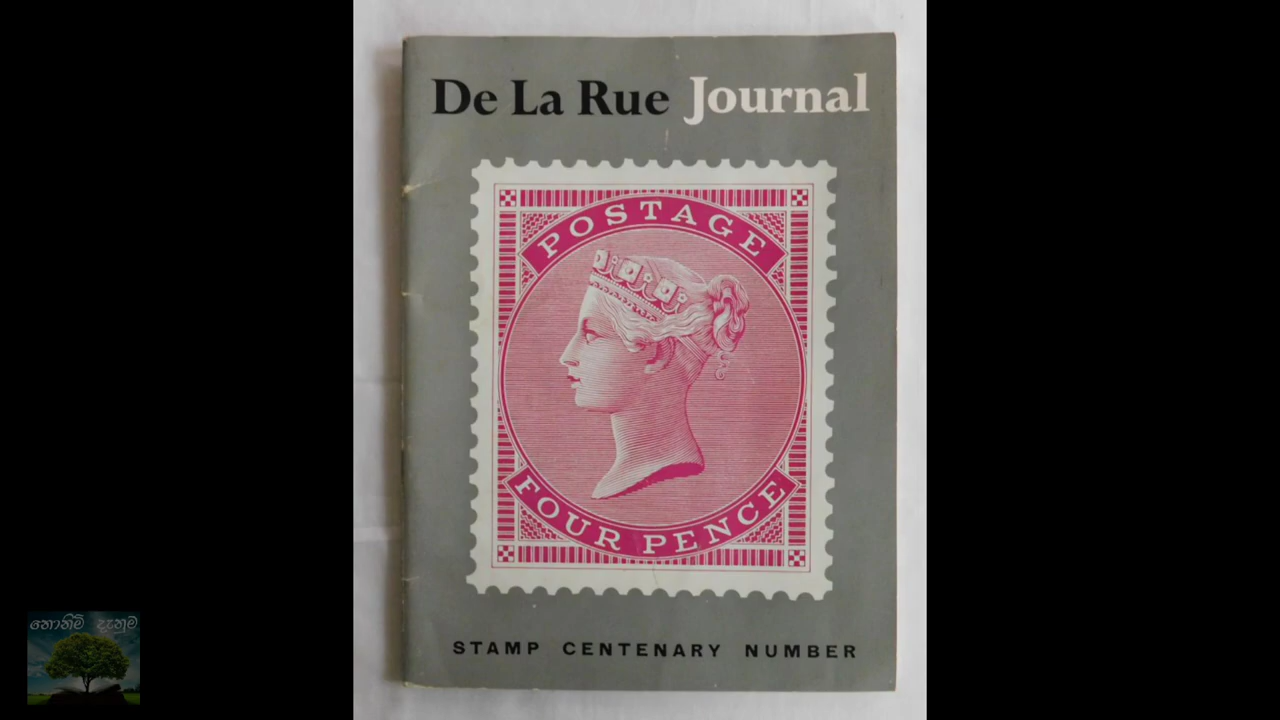 De La Rue Journal
POSTAGE
FOUR PENCE
STAMP CENTENARY NUMBER
නොනිමි දැනුම